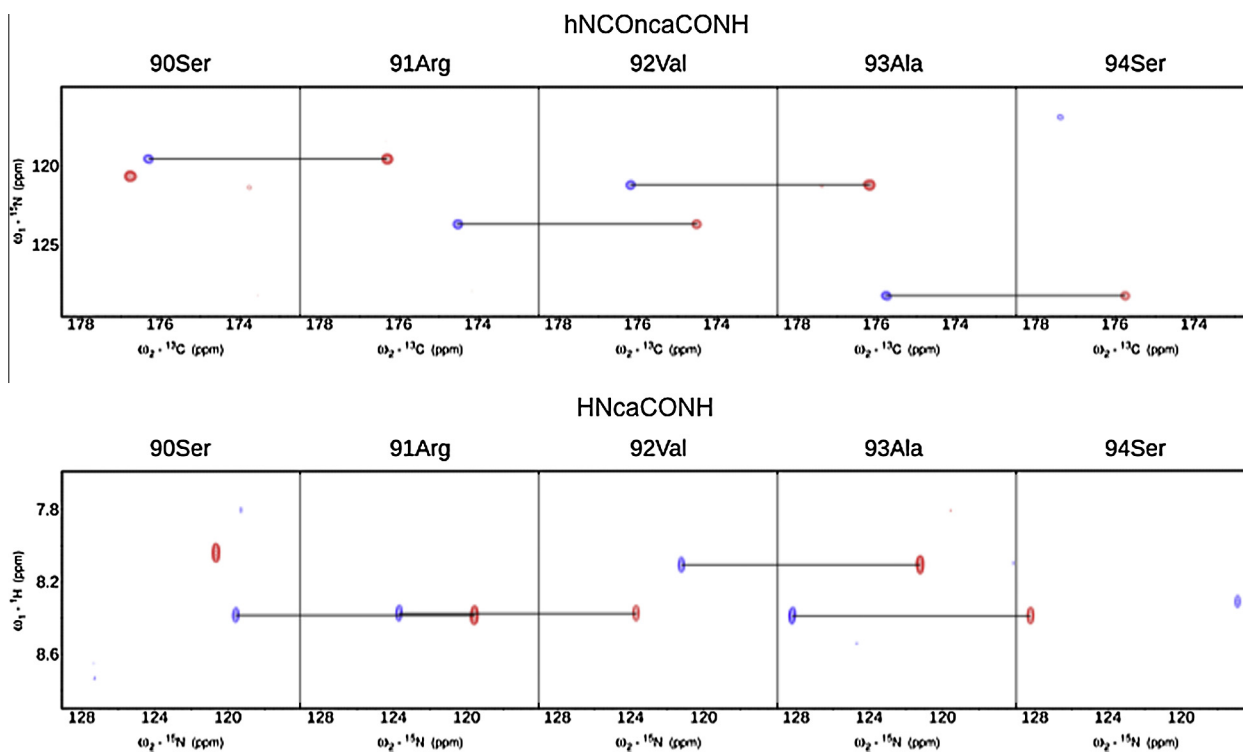 hNCOncaCONH
90Ser 91Arg 92Val 93Ala 94Ser
120
125
ω₁ - ¹⁵N (ppm)
178 176 174 178 176 174 178 176 174 178 176 174 178 176 174
ω₂ - ¹³C (ppm) ω₂ - ¹³C (ppm) ω₂ - ¹³C (ppm) ω₂ - ¹³C (ppm) ω₂ - ¹³C (ppm)
HNcaCONH
90Ser 91Arg 92Val 93Ala 94Ser
7.8
8.2
8.6
ω₁ - ¹H (ppm)
128 124 120 128 124 120 128 124 120 128 124 120 128 124 120
ω₂ - ¹⁵N (ppm) ω₂ - ¹⁵N (ppm) ω₂ - ¹⁵N (ppm) ω₂ - ¹⁵N (ppm) ω₂ - ¹⁵N (ppm)